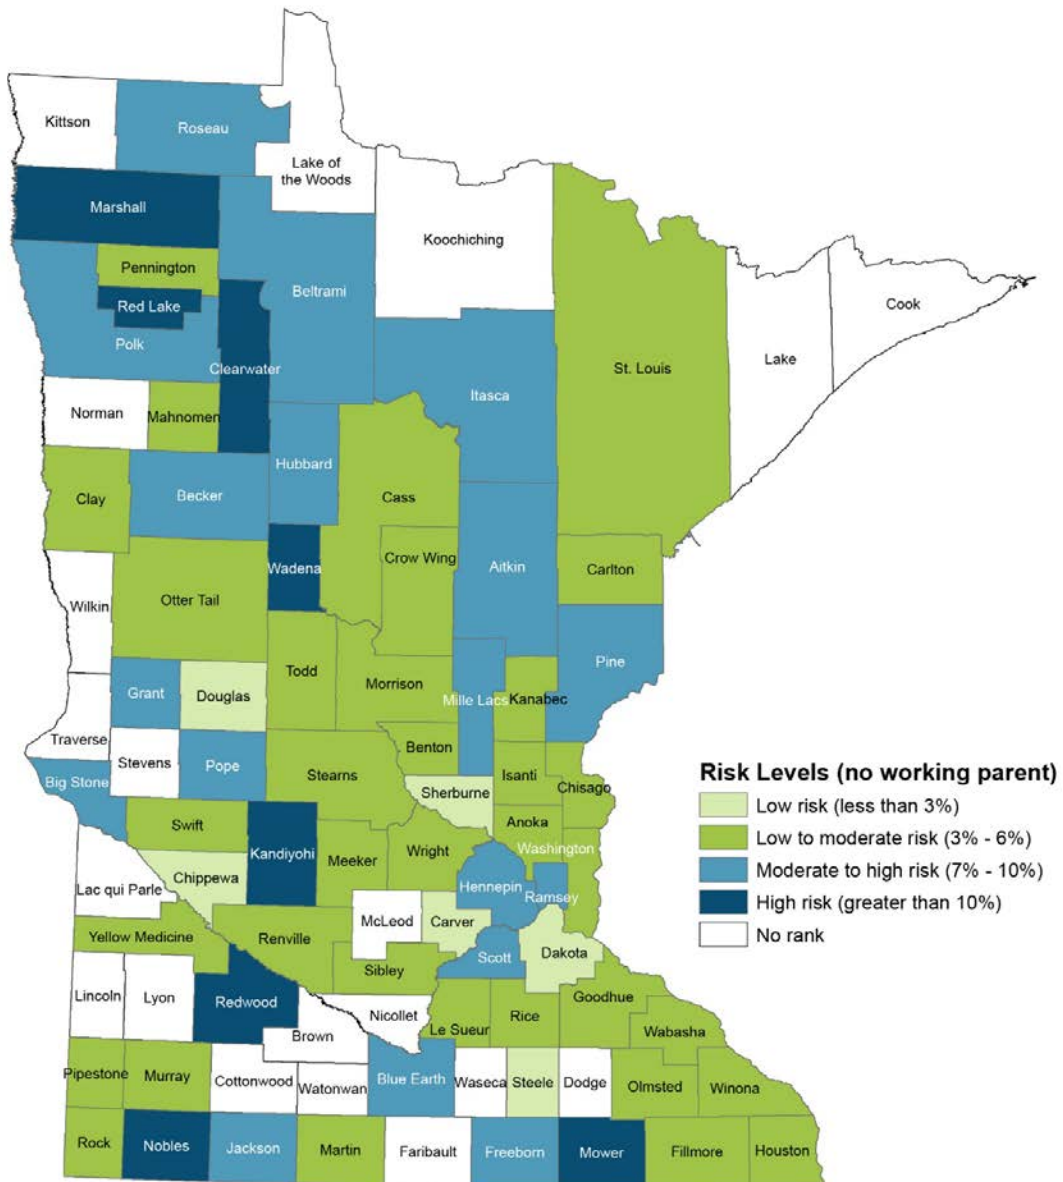 Kittson
Roseau
Lake of
the Woods
Marshall
Koochiching
Pennington
Beltrami
Red Lake
Cook
Polk
Lake
Clearwater
St. Louis
Itasca
Norman
Mahnomen
Hubbard
Clay
Becker
Cass
Crow Wing
Wadena
Aitkin
Carlton
Otter Tail
Wilkin
Pine
Todd
Morrison
Grant
Douglas
Mille Lacs
Kanabec
Traverse
Benton
Stevens
Pope
Stearns
Isanti
Big Stone
Chisago
Sherburne
Swift
Anoka
Kandiyohi
Meeker
Wright
Washington
Chippewa
Lac qui Parle
Hennepin
Ramsey
McLeod
Carver
Yellow Medicine
Renville
Dakota
Scott
Sibley
Lincoln
Lyon
Redwood
Goodhue
Nicollet
Rice
Le Sueur
Wabasha
Brown
Pipestone
Murray
Cottonwood
Watonwan
Blue Earth
Waseca
Steele
Dodge
Olmsted
Winona
Rock
Nobles
Jackson
Martin
Faribault
Freeborn
Mower
Fillmore
Houston
Risk Levels (no working parent)
Low risk (less than 3%)
Low to moderate risk (3% - 6%)
Moderate to high risk (7% - 10%)
High risk (greater than 10%)
No rank